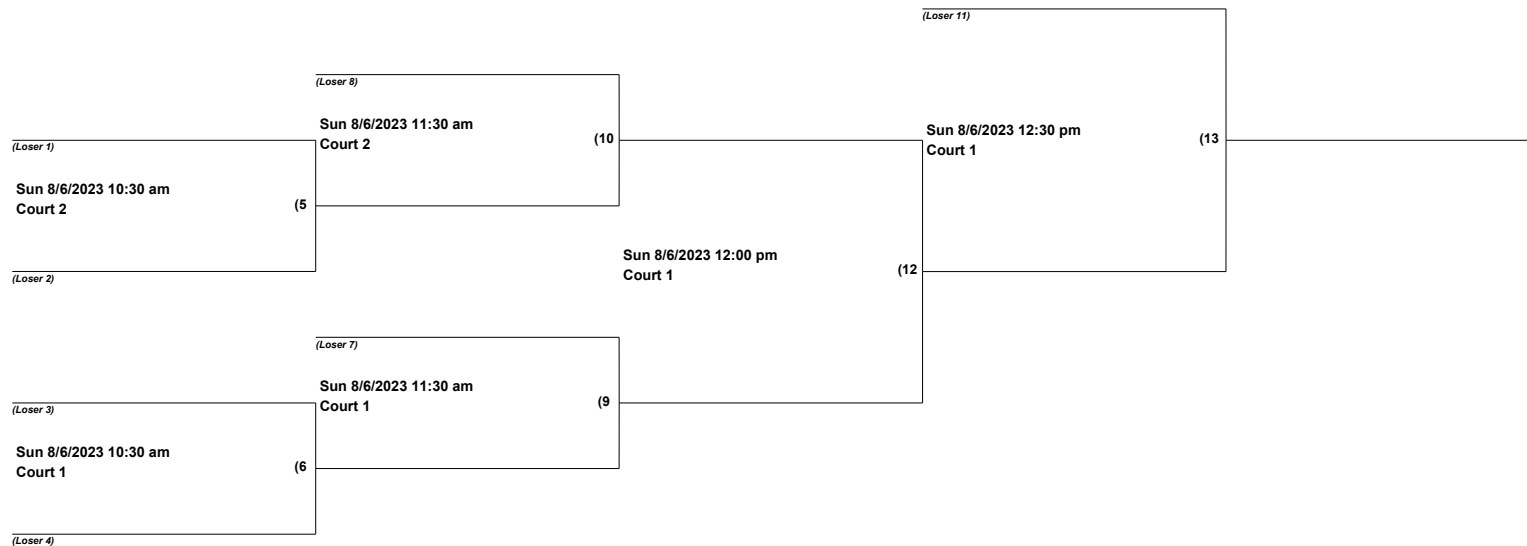 (Loser 11)
(Loser 8)
Sun 8/6/2023 11:30 am
Court 2
(10
Sun 8/6/2023 12:30 pm
Court 1
(13
(Loser 1)
Sun 8/6/2023 10:30 am
Court 2
(5
Sun 8/6/2023 12:00 pm
Court 1
(12
(Loser 2)
(Loser 7)
Sun 8/6/2023 11:30 am
Court 1
(9
(Loser 3)
Sun 8/6/2023 10:30 am
Court 1
(6
(Loser 4)